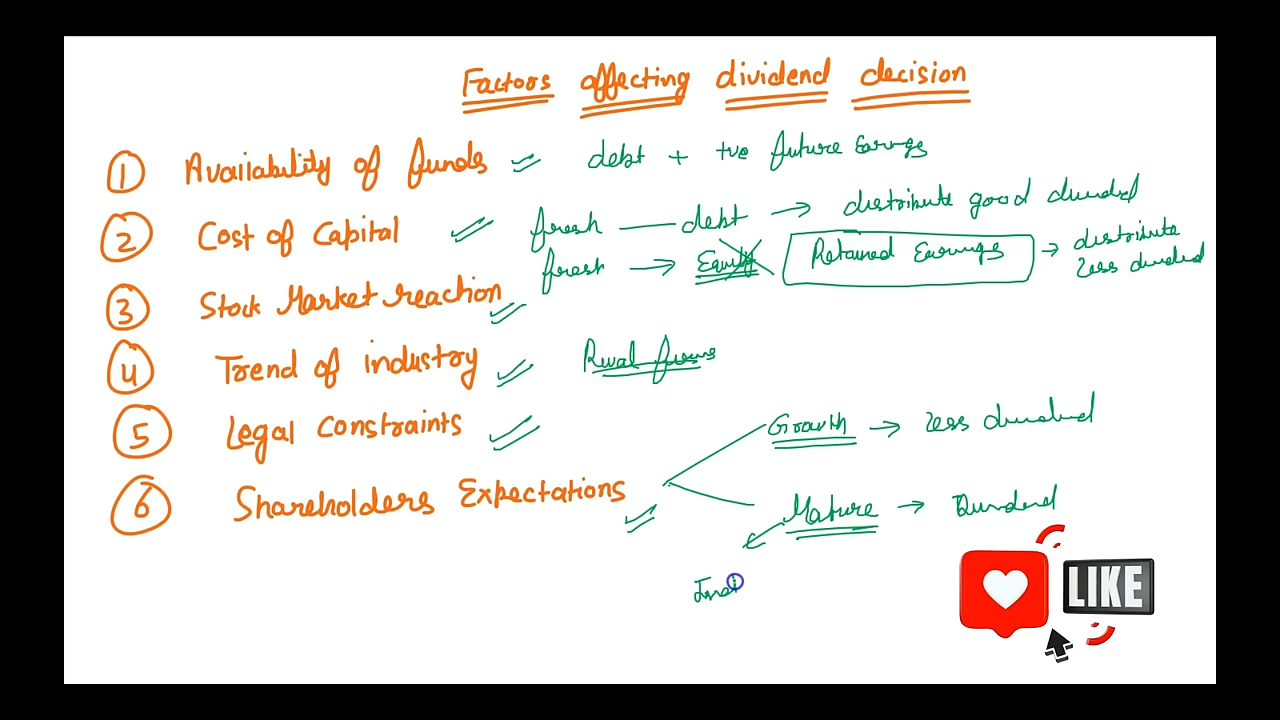 Factors affecting dividend decision
1 Availability of funds debt + +ve future Earnings
2 Cost of Capital fresh debt → distribute good dividend
fresh → Equity Retained Earnings → distribute less dividend
3 Stock Market reaction
4 Trend of industry Rival firms
5 Legal constraints
Growth → less dividend
6 Shareholders Expectations
Mature → Dividend
LIKE